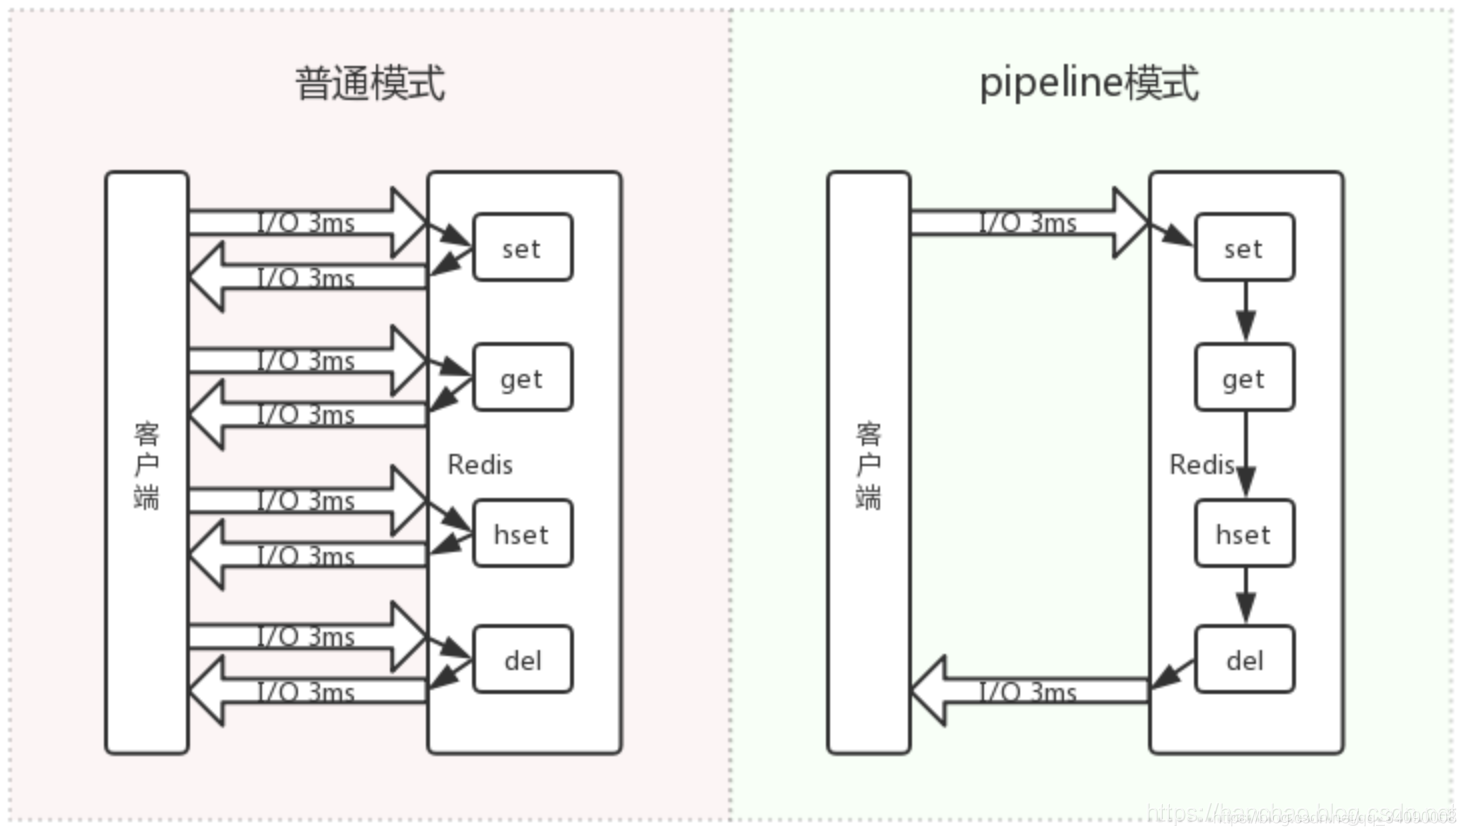 普通模式
I/O 3ms
I/O 3ms
set
I/O 3ms
I/O 3ms
get
客户端
Redis
I/O 3ms
I/O 3ms
hset
I/O 3ms
I/O 3ms
del
pipeline模式
I/O 3ms
set
get
客户端
Redis
hset
del
I/O 3ms